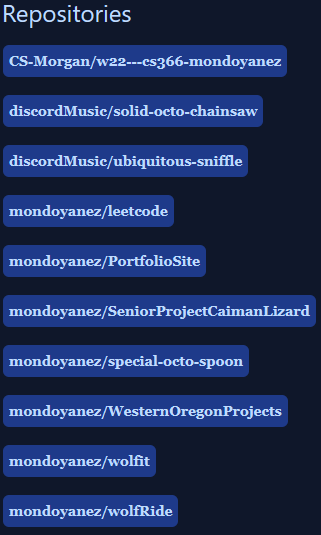 Repositories
CS-Morgan/w22---cs366-mondoyanez
discordMusic/solid-octo-chainsaw
discordMusic/ubiquitous-sniffle
mondoyanez/leetcode
mondoyanez/PortfolioSite
mondoyanez/SeniorProjectCaimanLizard
mondoyanez/special-octo-spoon
mondoyanez/WesternOregonProjects
mondoyanez/wolfit
mondoyanez/wolfRide